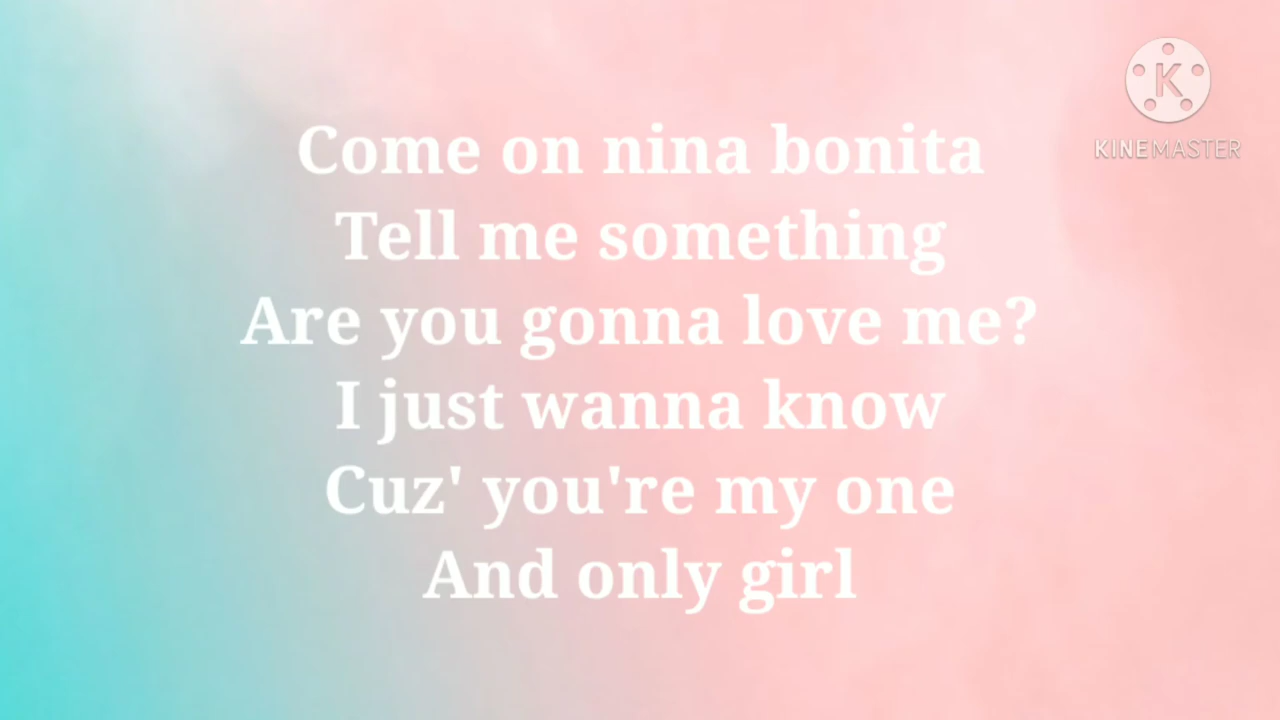 Come on nina bonita
Tell me something
Are you gonna love me?
I just wanna know
Cuz' you're my one
And only girl
K
KINEMASTER